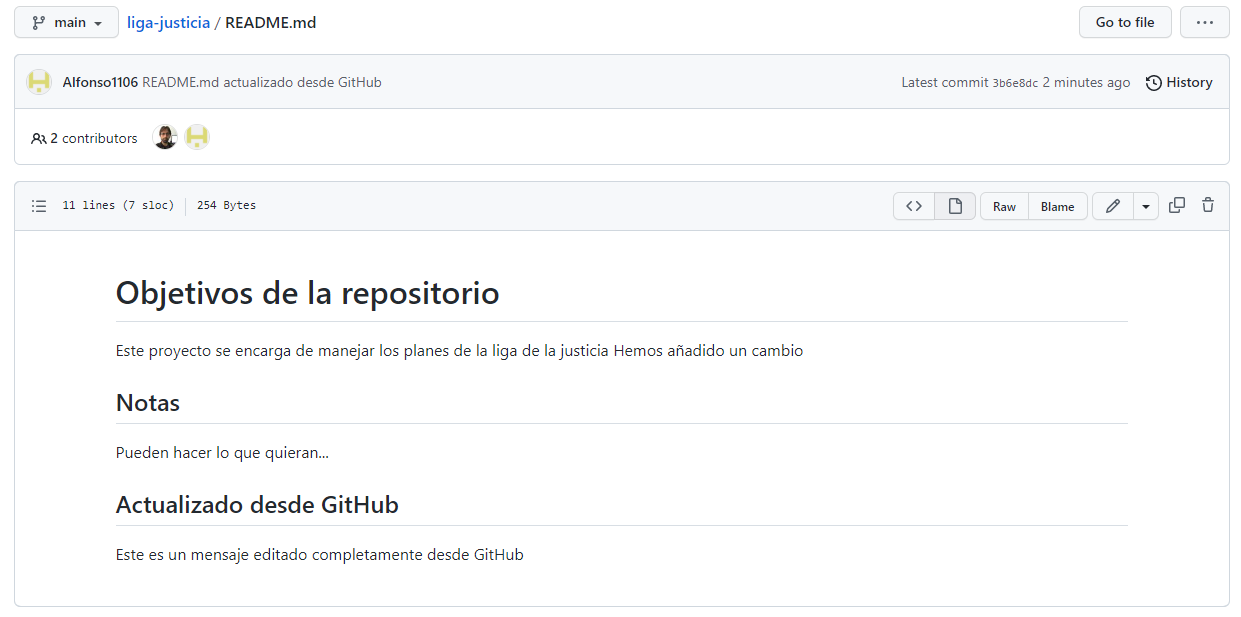 main
liga-justicia / README.md
Go to file
...
Alfonso1106 README.md actualizado desde GitHub
Latest commit 3b6e8dc 2 minutes ago
History
2 contributors
11 lines (7 sloc)
254 Bytes
<>
Raw
Blame
Objetivos de la repositorio
Este proyecto se encarga de manejar los planes de la liga de la justicia Hemos añadido un cambio
Notas
Pueden hacer lo que quieran...
Actualizado desde GitHub
Este es un mensaje editado completamente desde GitHub